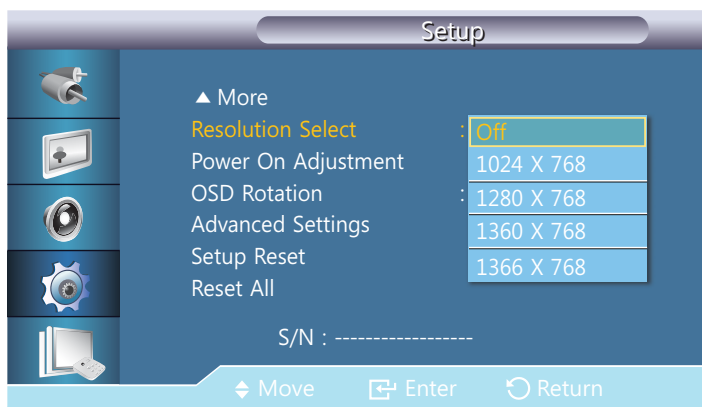 Setup
▲ More
Resolution Select : Off
Power On Adjustment 1024 X 768
OSD Rotation : 1280 X 768
Advanced Settings 1360 X 768
Setup Reset 1366 X 768
Reset All
S/N : ------------------
Move Enter Return